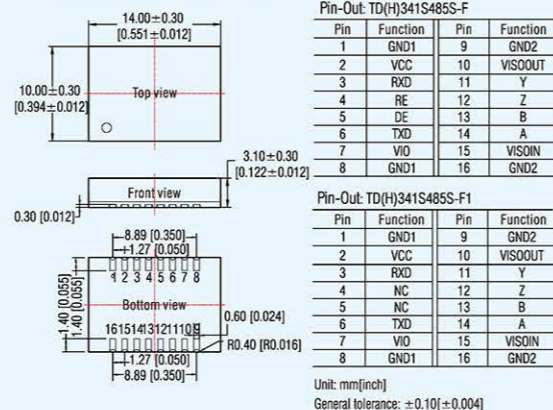 14.00±0.30
[0.551±0.012]
10.00±0.30
[0.394±0.012]
Top view
3.10±0.30
[0.122±0.012]
Front view
0.30 [0.012]
8.89 [0.350]
1.27 [0.050]
1 2 3 4 5 6 7 8
1.40 [0.055]
1.40 [0.055]
Bottom view
0.60 [0.024]
16 15 14 13 12 11 10 9
R0.40 [R0.016]
1.27 [0.050]
8.89 [0.350]
Pin-Out: TD(H)341S485S-F
Pin Function Pin Function
1 GND1 9 GND2
2 VCC 10 VISOOUT
3 RXD 11 Y
4 RE 12 Z
5 DE 13 B
6 TXD 14 A
7 VIO 15 VISOIN
8 GND1 16 GND2
Pin-Out: TD(H)341S485S-F1
Pin Function Pin Function
1 GND1 9 GND2
2 VCC 10 VISOOUT
3 RXD 11 Y
4 NC 12 Z
5 NC 13 B
6 TXD 14 A
7 VIO 15 VISOIN
8 GND1 16 GND2
Unit: mm[inch]
General tolerance: ±0.10[±0.004]